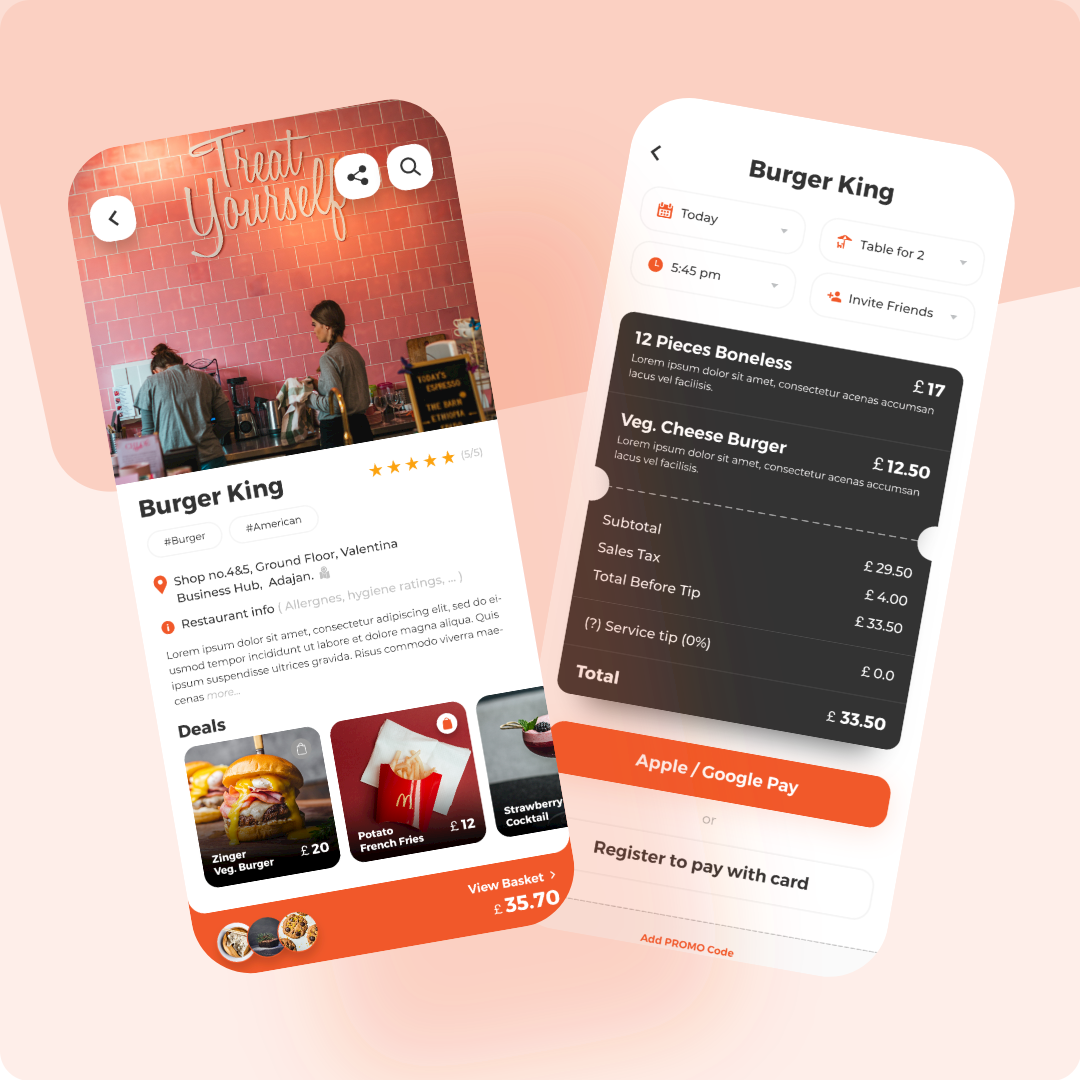 Treat
Yourself
TODAY'S
ESPRESSO
THE BARN
ETHIOPIA
(5/5)
Burger King
#Burger
#American
Shop no.4&5, Ground Floor, Valentina
Business Hub, Adajan.
Restaurant info ( Allergnes, hygiene ratings, ... )
Lorem ipsum dolor sit amet, consectetur adipiscing elit, sed do ei-
usmod tempor incididunt ut labore et dolore magna aliqua. Quis
ipsum suspendisse ultrices gravida. Risus commodo viverra mae-
cenas more...
Deals
Zinger
Veg. Burger
£ 20
Potato
French Fries
£ 12
Strawberry
Cocktail
View Basket >
£ 35.70
Burger King
Today
Table for 2
5:45 pm
Invite Friends
12 Pieces Boneless
£ 17
Lorem ipsum dolor sit amet, consectetur acenas accumsan
lacus vel facilisis.
Veg. Cheese Burger
£ 12.50
Lorem ipsum dolor sit amet, consectetur acenas accumsan
lacus vel facilisis.
Subtotal
£ 29.50
Sales Tax
£ 4.00
Total Before Tip
£ 33.50
(?) Service tip (0%)
£ 0.0
Total
£ 33.50
Apple / Google Pay
or
Register to pay with card
Add PROMO Code